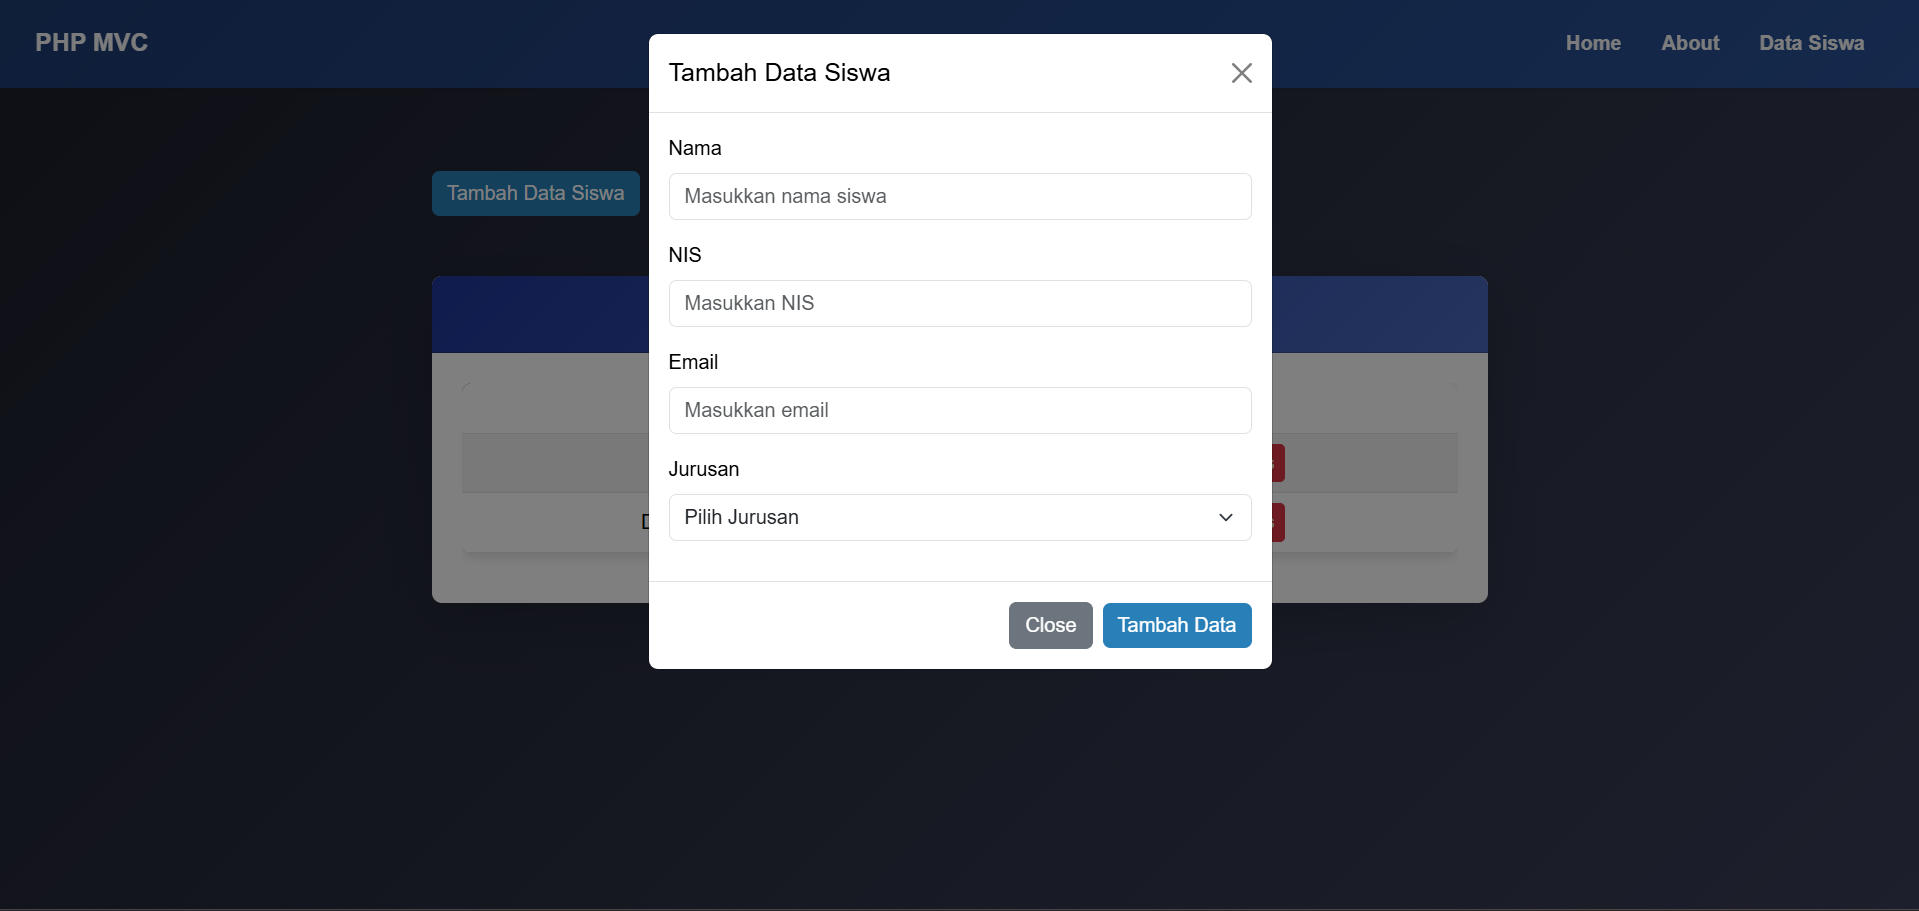 PHP MVC
Home
About
Data Siswa
Tambah Data Siswa
Tambah Data Siswa
Nama
Masukkan nama siswa
NIS
Masukkan NIS
Email
Masukkan email
Jurusan
Pilih Jurusan
Close
Tambah Data